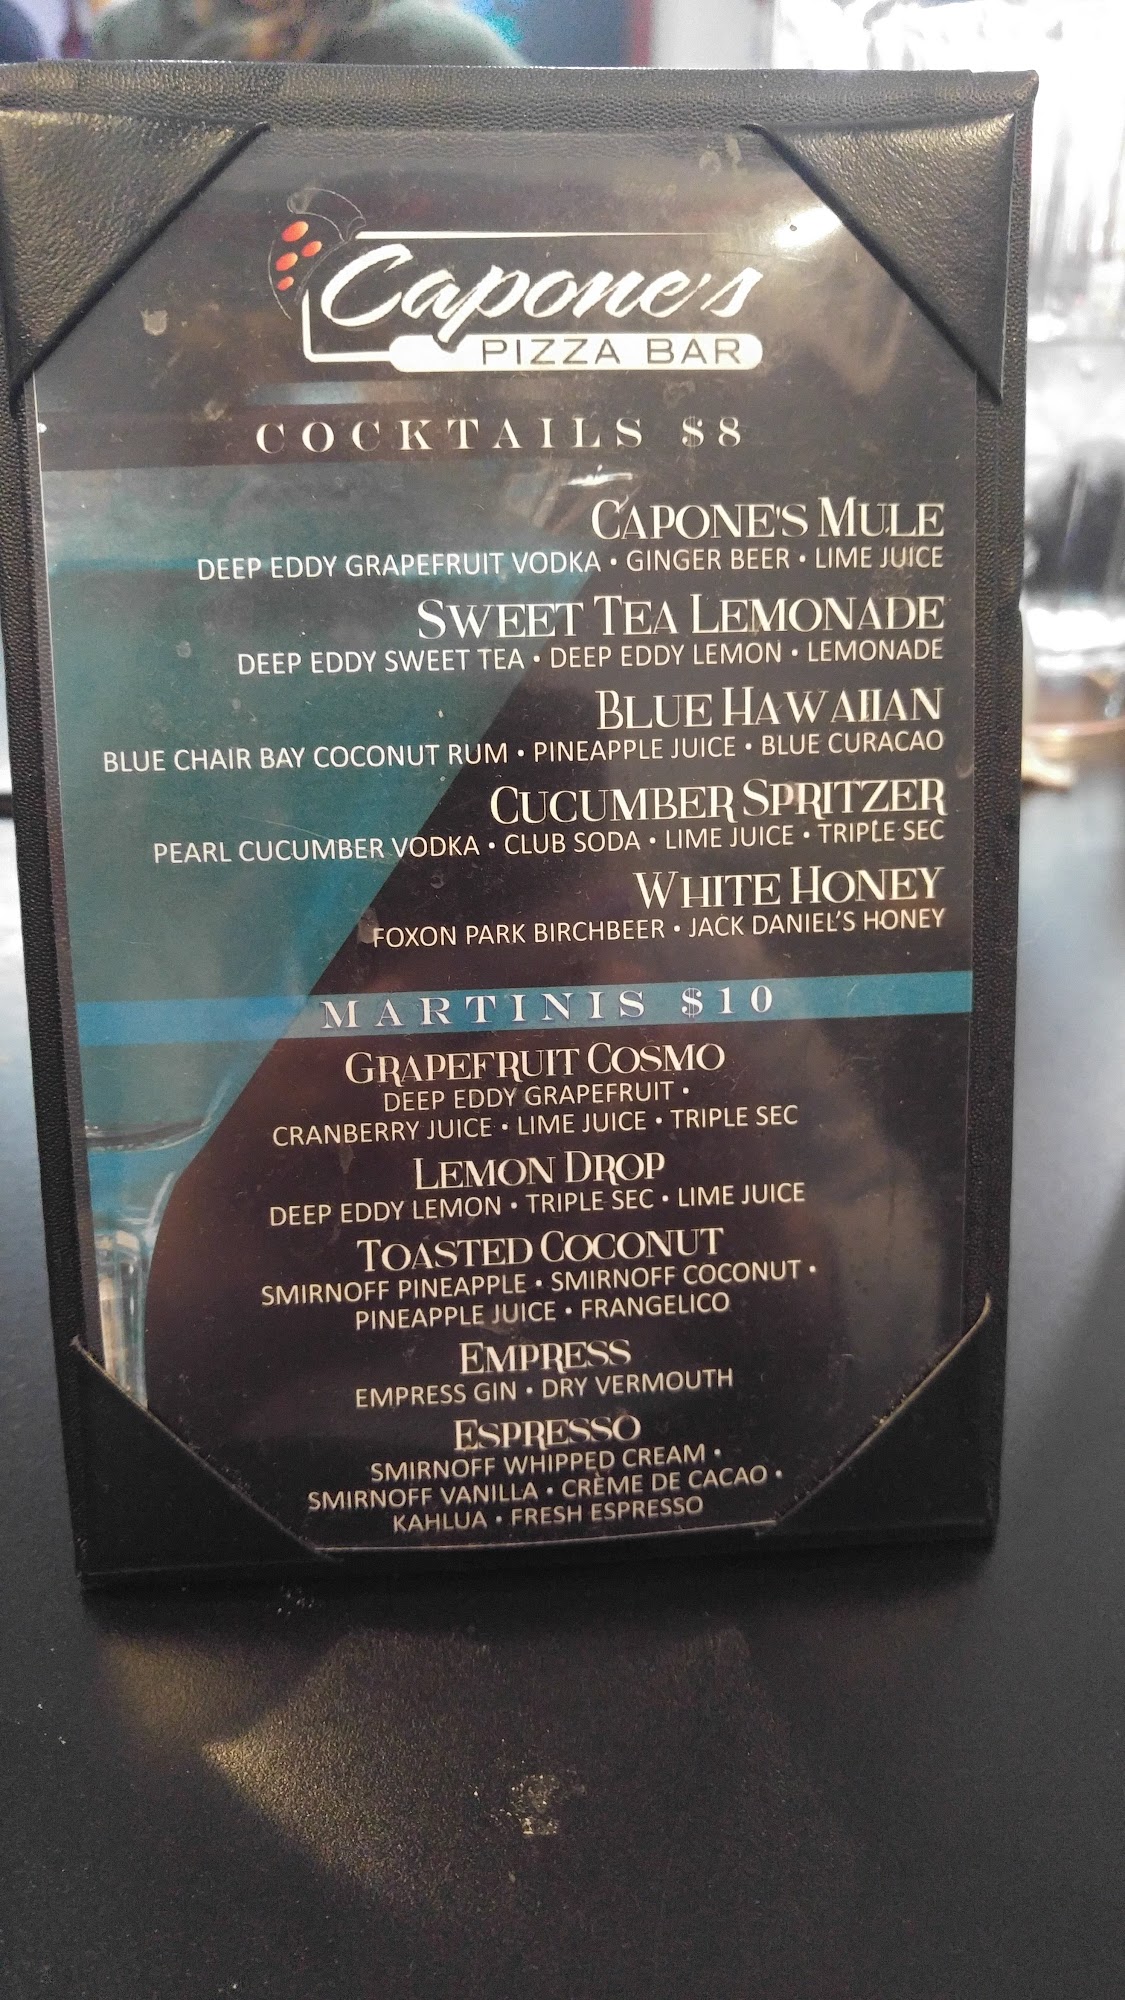 Capone's
PIZZA BAR
COCKTAILS $8
CAPONE'S MULE
DEEP EDDY GRAPEFRUIT VODKA • GINGER BEER • LIME JUICE
SWEET TEA LEMONADE
DEEP EDDY SWEET TEA • DEEP EDDY LEMON • LEMONADE
BLUE HAWAIIAN
BLUE CHAIR BAY COCONUT RUM • PINEAPPLE JUICE • BLUE CURACAO
CUCUMBER SPRITZER
PEARL CUCUMBER VODKA • CLUB SODA • LIME JUICE • TRIPLE SEC
WHITE HONEY
FOXON PARK BIRCHBEER • JACK DANIEL'S HONEY
MARTINIS $10
GRAPEFRUIT COSMO
DEEP EDDY GRAPEFRUIT •
CRANBERRY JUICE • LIME JUICE • TRIPLE SEC
LEMON DROP
DEEP EDDY LEMON • TRIPLE SEC • LIME JUICE
TOASTED COCONUT
SMIRNOFF PINEAPPLE • SMIRNOFF COCONUT •
PINEAPPLE JUICE • FRANGELICO
EMPRESS
EMPRESS GIN • DRY VERMOUTH
ESPRESSO
SMIRNOFF WHIPPED CREAM •
SMIRNOFF VANILLA • CRÈME DE CACAO •
KAHLUA • FRESH ESPRESSO